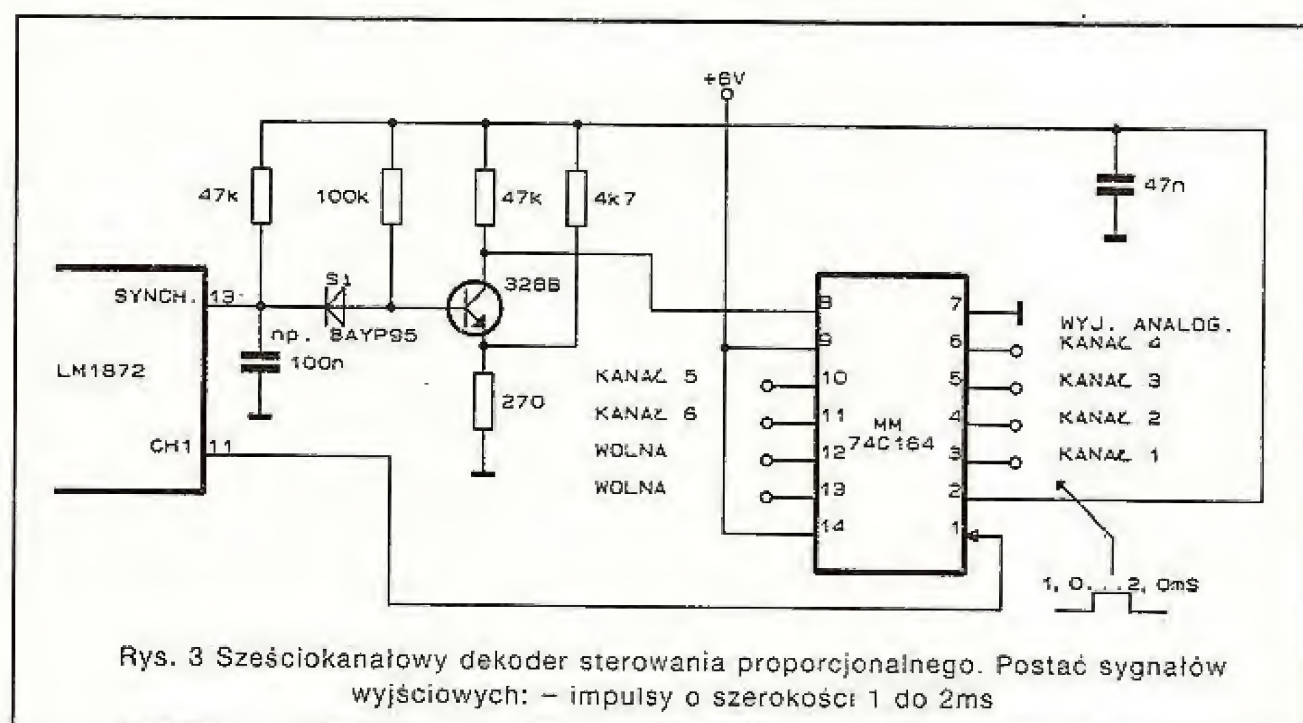 +6V
47k
100k
47k
4k7
47n
SYNCH. 13
S1
np. BAYP95
328B
100n
LM1872
270
CH1 11
KANAŁ 5
KANAŁ 6
WOLNA
WOLNA
8
9
10
11
12
13
14
MM
74C164
7
6
5
4
3
2
1
WYJ. ANALOG.
KANAŁ 4
KANAŁ 3
KANAŁ 2
KANAŁ 1
1,0...2,0mS
Rys. 3 Sześciokanałowy dekoder sterowania proporcjonalnego. Postać sygnałów
wyjściowych: – impulsy o szerokości 1 do 2ms